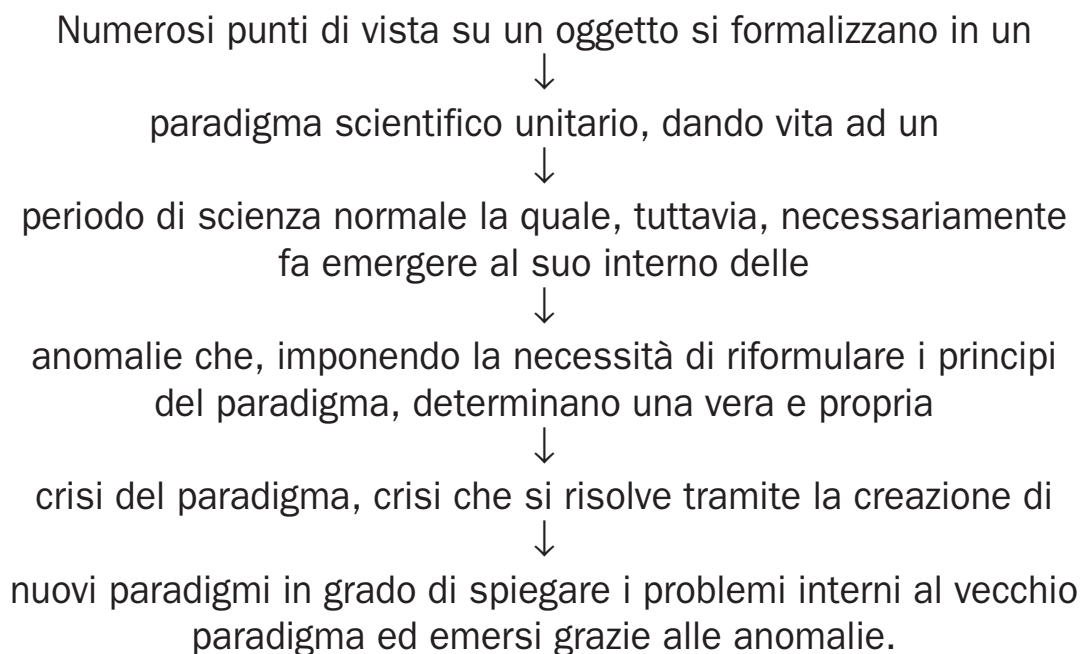 Numerosi punti di vista su un oggetto si formalizzano in un
↓
paradigma scientifico unitario, dando vita ad un
↓
periodo di scienza normale la quale, tuttavia, necessariamente
fa emergere al suo interno delle
↓
anomalie che, imponendo la necessità di riformulare i principi
del paradigma, determinano una vera e propria
↓
crisi del paradigma, crisi che si risolve tramite la creazione di
↓
nuovi paradigmi in grado di spiegare i problemi interni al vecchio
paradigma ed emersi grazie alle anomalie.